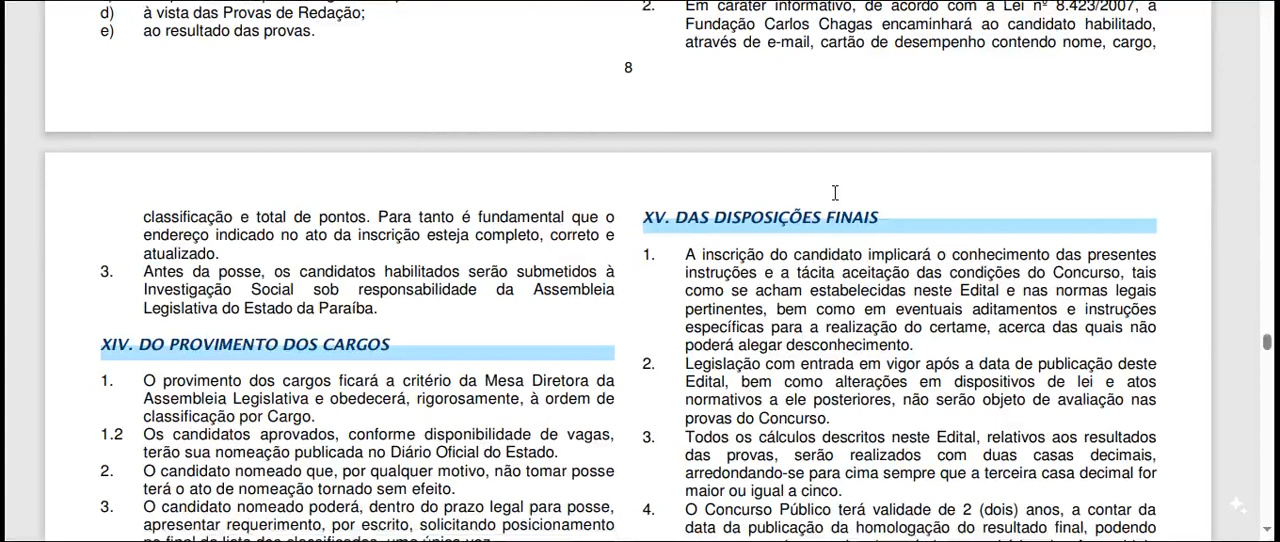 d) à vista das Provas de Redação;
e) ao resultado das provas.
2. Em caráter informativo, de acordo com a Lei nº 8.423/2007, a
Fundação Carlos Chagas encaminhará ao candidato habilitado,
através de e-mail, cartão de desempenho contendo nome, cargo,
8
classificação e total de pontos. Para tanto é fundamental que o
endereço indicado no ato da inscrição esteja completo, correto e
atualizado.
3. Antes da posse, os candidatos habilitados serão submetidos à
Investigação Social sob responsabilidade da Assembleia
Legislativa do Estado da Paraíba.
XIV. DO PROVIMENTO DOS CARGOS
1. O provimento dos cargos ficará a critério da Mesa Diretora da
Assembleia Legislativa e obedecerá, rigorosamente, à ordem de
classificação por Cargo.
1.2 Os candidatos aprovados, conforme disponibilidade de vagas,
terão sua nomeação publicada no Diário Oficial do Estado.
2. O candidato nomeado que, por qualquer motivo, não tomar posse
terá o ato de nomeação tornado sem efeito.
3. O candidato nomeado poderá, dentro do prazo legal para posse,
apresentar requerimento, por escrito, solicitando posicionamento
no final da lista dos classificados, uma única vez.
XV. DAS DISPOSIÇÕES FINAIS
1. A inscrição do candidato implicará o conhecimento das presentes
instruções e a tácita aceitação das condições do Concurso, tais
como se acham estabelecidas neste Edital e nas normas legais
pertinentes, bem como em eventuais aditamentos e instruções
específicas para a realização do certame, acerca das quais não
poderá alegar desconhecimento.
2. Legislação com entrada em vigor após a data de publicação deste
Edital, bem como alterações em dispositivos de lei e atos
normativos a ele posteriores, não serão objeto de avaliação nas
provas do Concurso.
3. Todos os cálculos descritos neste Edital, relativos aos resultados
das provas, serão realizados com duas casas decimais,
arredondando-se para cima sempre que a terceira casa decimal for
maior ou igual a cinco.
4. O Concurso Público terá validade de 2 (dois) anos, a contar da
data da publicação da homologação do resultado final, podendo